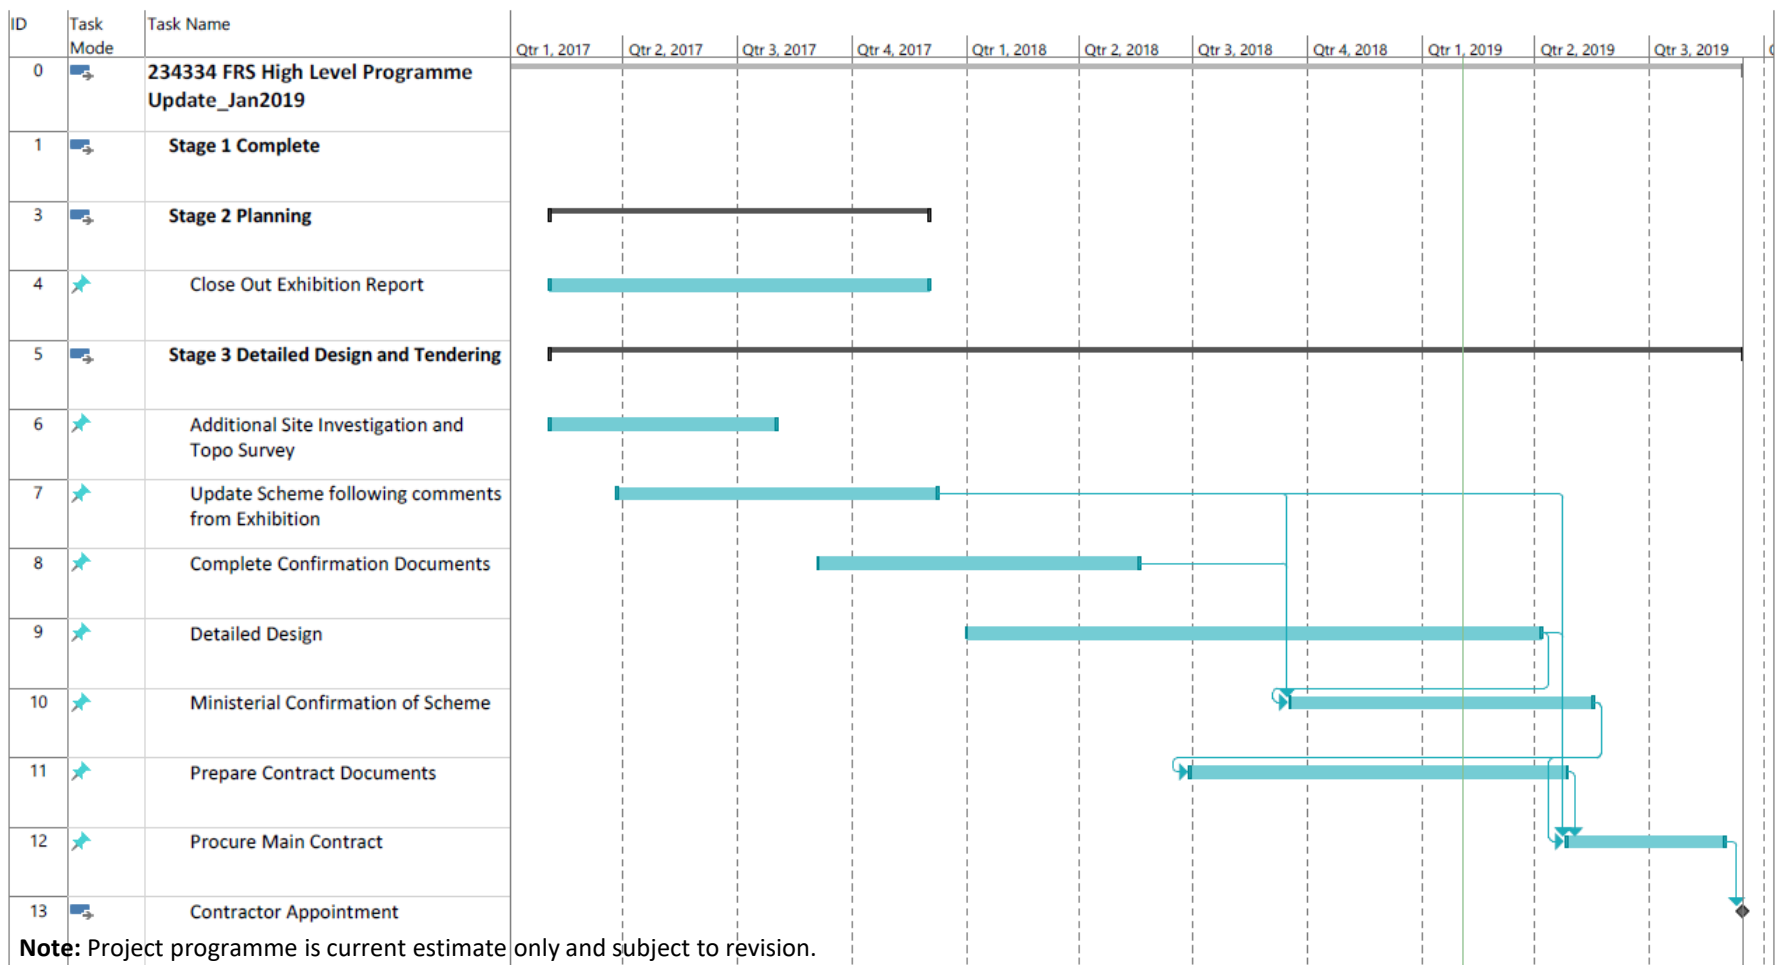 ID Task Mode Task Name
Qtr 1, 2017 Qtr 2, 2017 Qtr 3, 2017 Qtr 4, 2017 Qtr 1, 2018 Qtr 2, 2018 Qtr 3, 2018 Qtr 4, 2018 Qtr 1, 2019 Qtr 2, 2019 Qtr 3, 2019
0 234334 FRS High Level Programme
Update_Jan2019
1 Stage 1 Complete
3 Stage 2 Planning
4 Close Out Exhibition Report
5 Stage 3 Detailed Design and Tendering
6 Additional Site Investigation and
Topo Survey
7 Update Scheme following comments
from Exhibition
8 Complete Confirmation Documents
9 Detailed Design
10 Ministerial Confirmation of Scheme
11 Prepare Contract Documents
12 Procure Main Contract
13 Contractor Appointment
Note: Project programme is current estimate only and subject to revision.